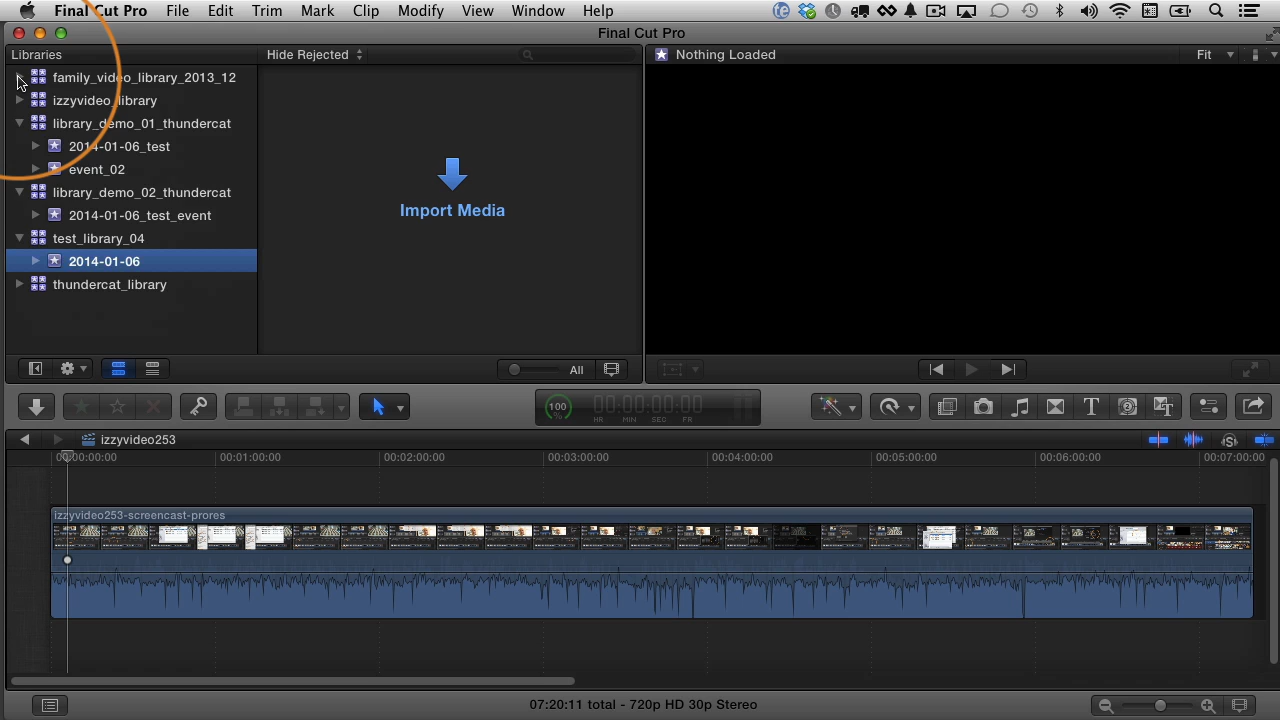 Final Cut Pro File Edit Trim Mark Clip Modify View Window Help
Final Cut Pro
Libraries Hide Rejected Nothing Loaded Fit
family_video_library_2013_12
izzyvideo_library
library_demo_01_thundercat
2014-01-06_test
event_02
library_demo_02_thundercat
2014-01-06_test_event
test_library_04
2014-01-06
thundercat_library
Import Media
All
100 00:00:00:00
HR MIN SEC FR
izzyvideo253
00:00:00:00 00:01:00:00 00:02:00:00 00:03:00:00 00:04:00:00 00:05:00:00 00:06:00:00 00:07:00:00
izzyvideo253-screencast-prores
07:20:11 total - 720p HD 30p Stereo